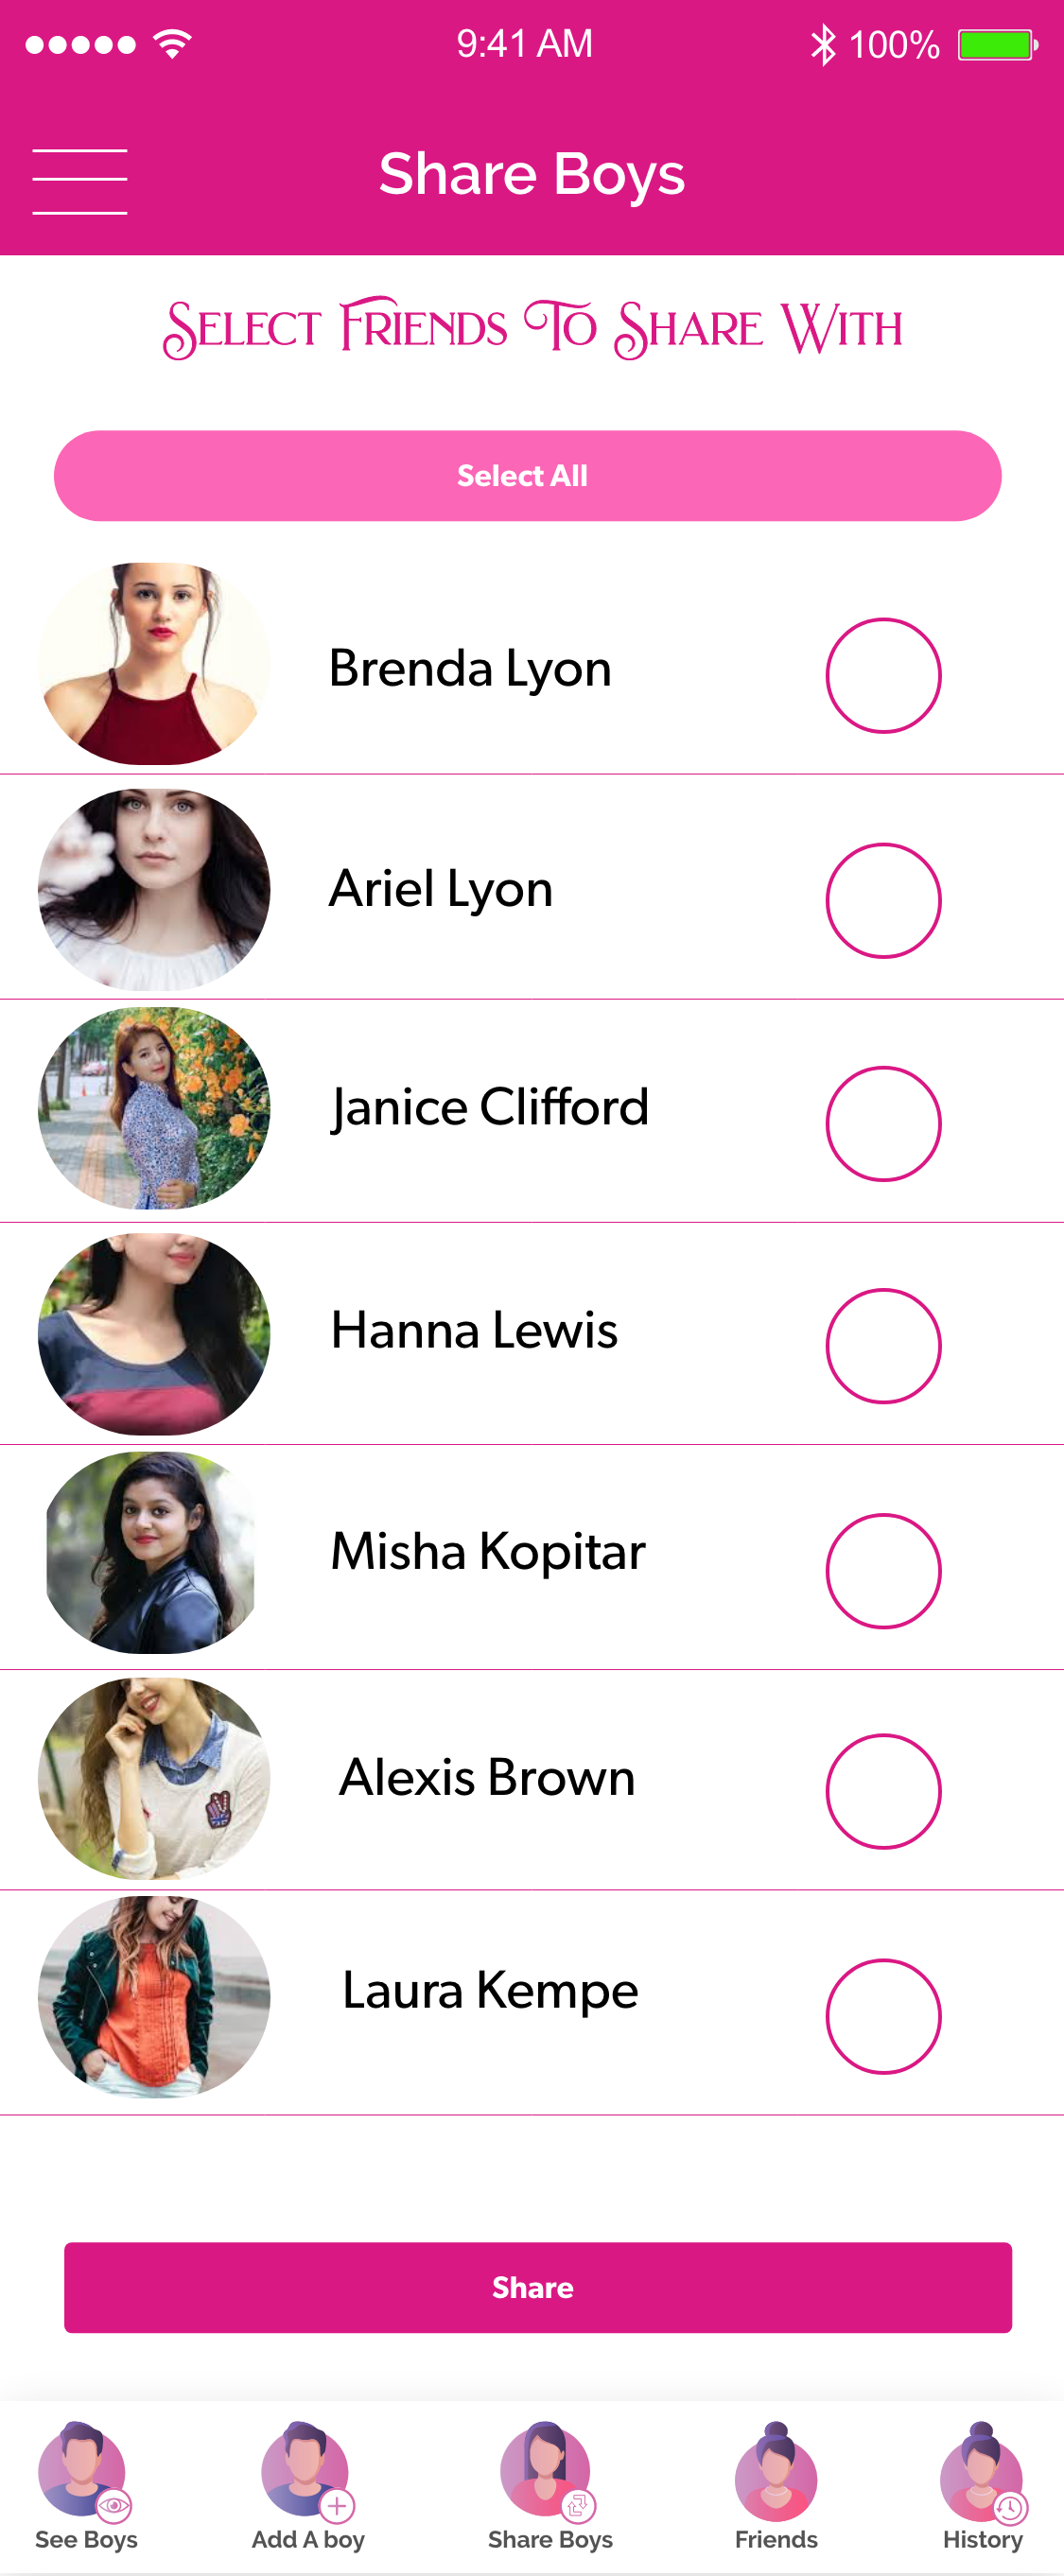 9:41 AM
100%
Share Boys
Select Friends To Share With
Select All
Brenda Lyon
Ariel Lyon
Janice Clifford
Hanna Lewis
Misha Kopitar
Alexis Brown
Laura Kempe
Share
See Boys
Add A boy
Share Boys
Friends
History